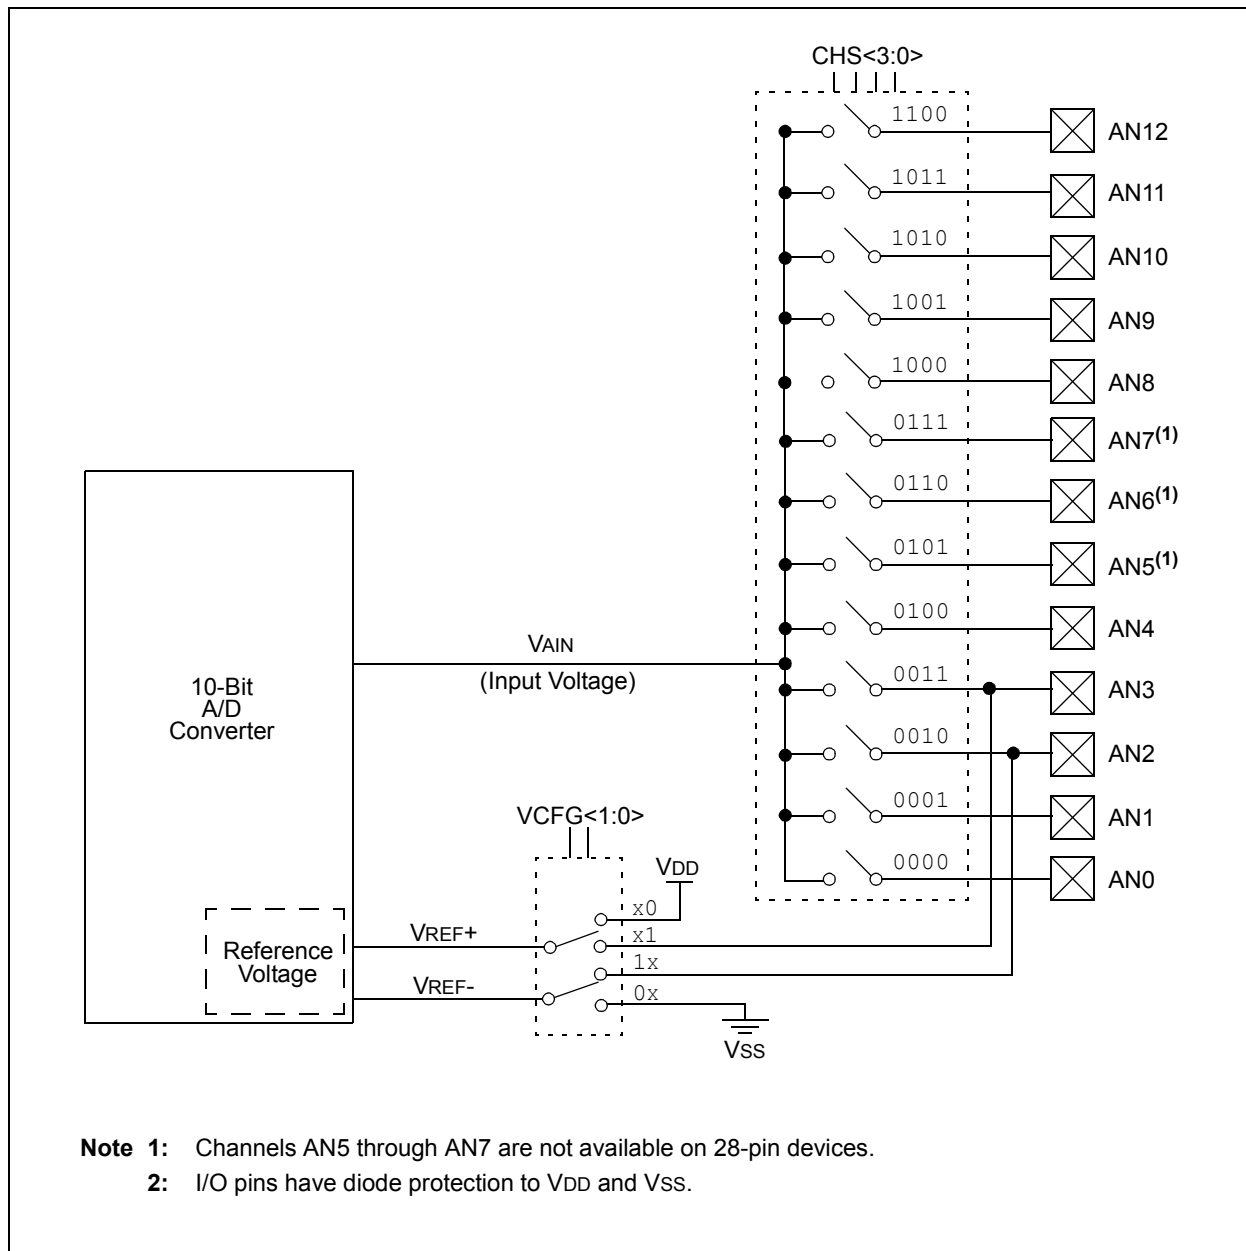 CHS<3:0>
1100 AN12
1011 AN11
1010 AN10
1001 AN9
1000 AN8
0111 AN7(1)
0110 AN6(1)
0101 AN5(1)
0100 AN4
VAIN
(Input Voltage)
0011 AN3
10-Bit
A/D
Converter
0010 AN2
0001 AN1
VCFG<1:0>
0000 AN0
VDD
x0
VREF+
x1
Reference
Voltage
1x
VREF-
0x
VSS
Note 1: Channels AN5 through AN7 are not available on 28-pin devices.
2: I/O pins have diode protection to VDD and VSS.